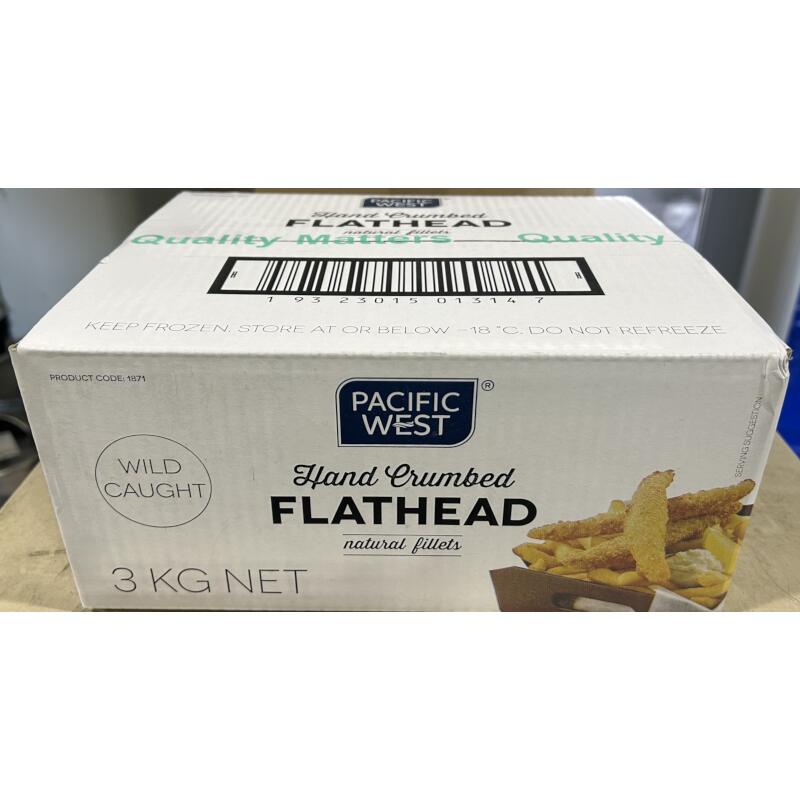 PACIFIC
WEST
Hand Crumbed
FLATHEAD
natural fillets
Quality Matters Quality
H H
1 93 23015 01314 7
KEEP FROZEN. STORE AT OR BELOW -18 °C. DO NOT REFREEZE
PRODUCT CODE: 1871
PACIFIC
WEST ®
WILD
CAUGHT
Hand Crumbed
FLATHEAD
natural fillets
3 KG NET
SERVING SUGGESTION